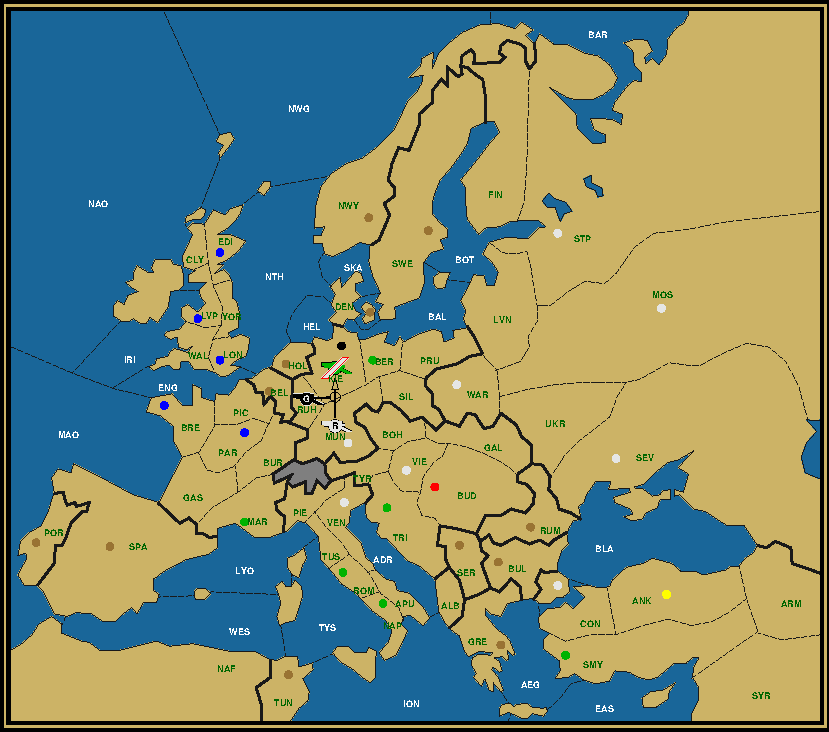 BAR
NWG
NAO
FIN
NWY
STP
EDI
CLY
SWE
BOT
SKA
NTH
MOS
DEN
LVP
YOR
BAL
LVN
HEL
IRI
WAL
LON
HOL
BER
PRU
ENG
BEL
SIL
WAR
G
RUH
PIC
BRE
UKR
MAO
R
MUN
BOH
PAR
GAL
BUR
VIE
SEV
TYR
GAS
BUD
PIE
VEN
MAR
POR
RUM
TRI
SPA
BLA
TUS
ADR
LYO
SER
BUL
ROM
ANK
ARM
ALB
APU
CON
NAP
WES
TYS
GRE
SMY
NAF
AEG
SYR
TUN
ION
EAS